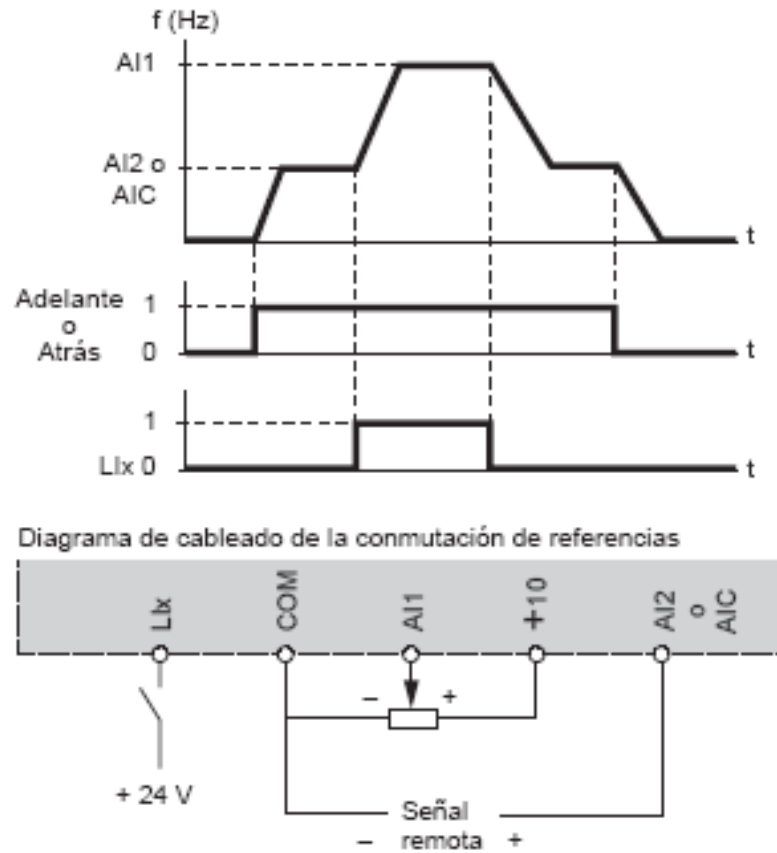 f (Hz)
AI1
AI2 o
AIC
t
Adelante
o
Atrás
1
0
t
1
LIx 0
t
Diagrama de cableado de la conmutación de referencias
LIx
COM
AI1
+10
AI2
o
AIC
– +
+ 24 V
Señal
– remota +